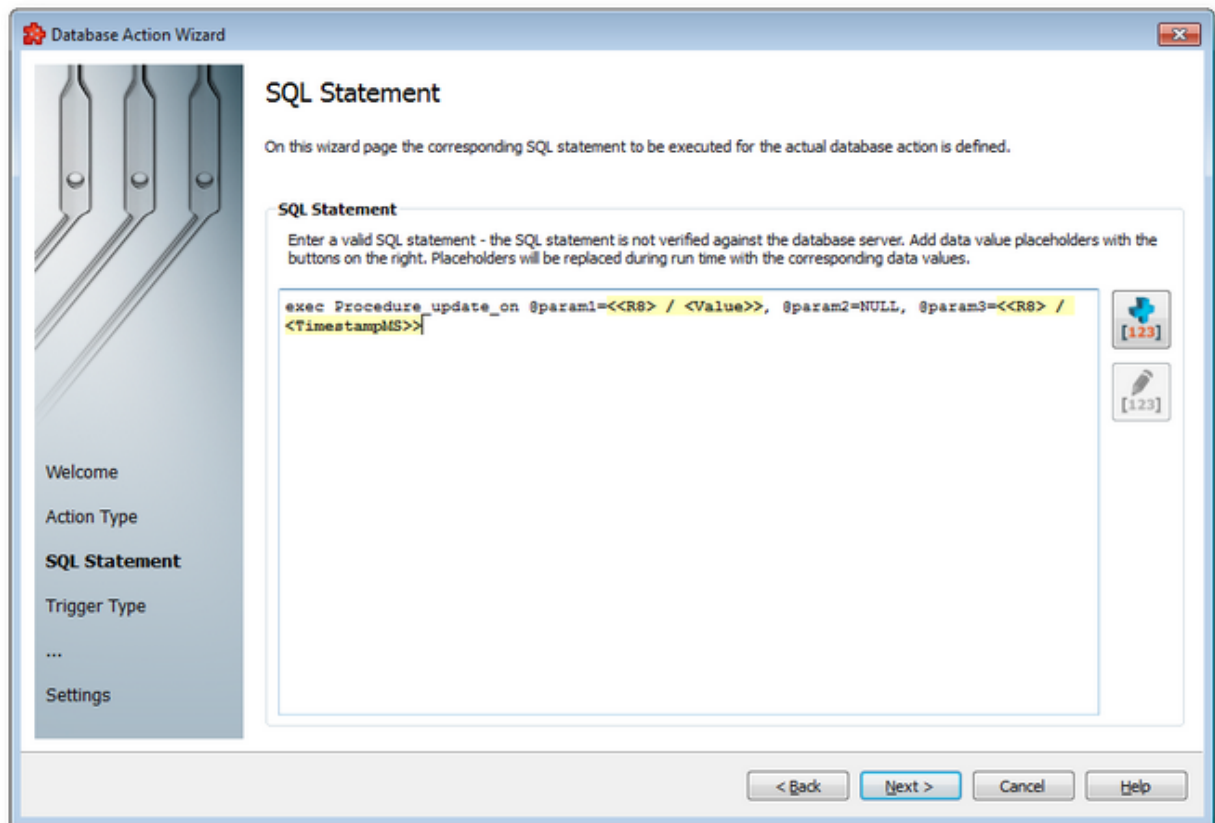 Database Action Wizard
SQL Statement
On this wizard page the corresponding SQL statement to be executed for the actual database action is defined.
SQL Statement
Enter a valid SQL statement - the SQL statement is not verified against the database server. Add data value placeholders with the
buttons on the right. Placeholders will be replaced during run time with the corresponding data values.
exec Procedure_update_on @param1=<<R8> / <Value>>, @param2=NULL, @param3=<<R8> /
<TimestampMS>>
[123]
[123]
Welcome
Action Type
SQL Statement
Trigger Type
...
Settings
< Back
Next >
Cancel
Help